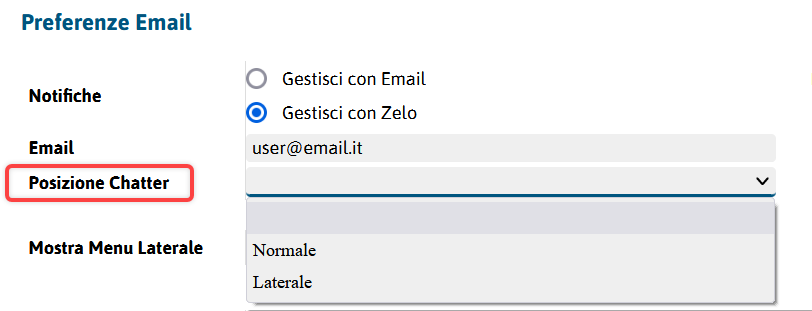 Preferenze Email
Notifiche
Gestisci con Email
Gestisci con Zelo
Email
user@email.it
Posizione Chatter
Mostra Menu Laterale
Normale
Laterale